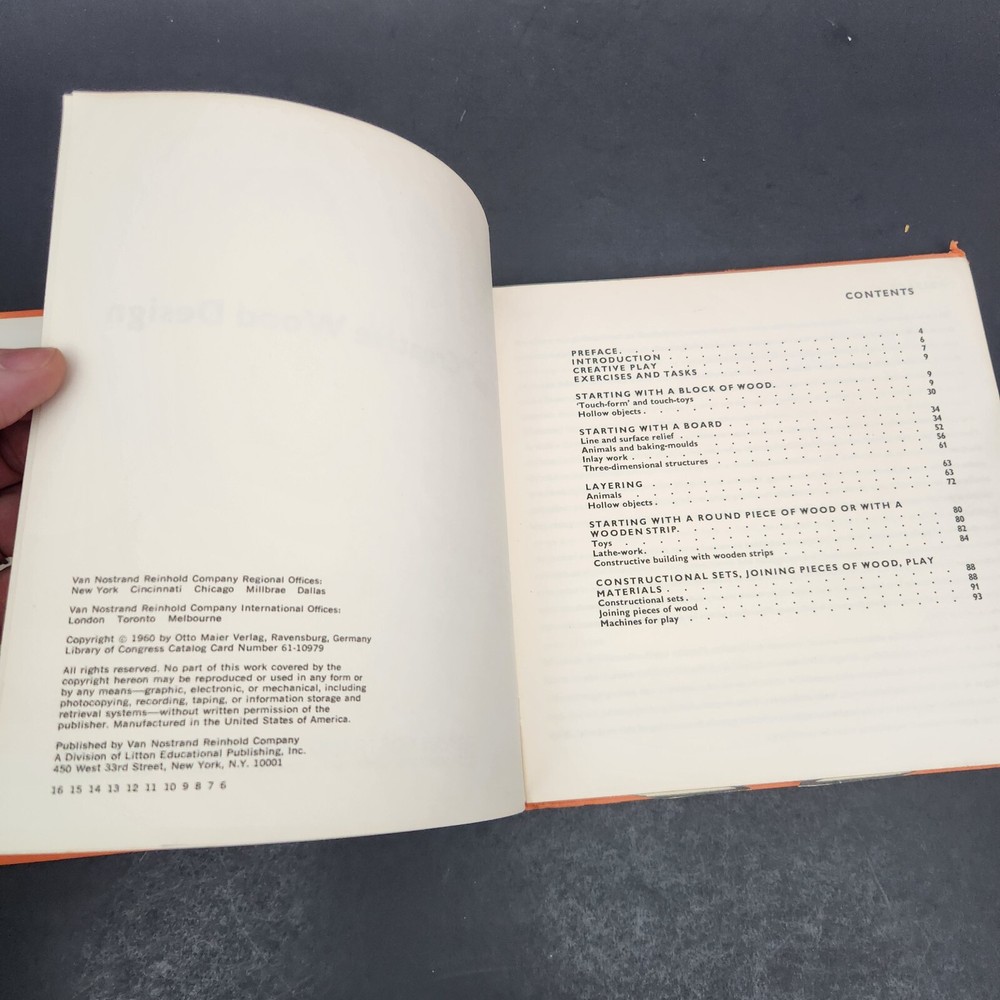 Van Nostrand Reinhold Company Regional Offices:
New York Cincinnati Chicago Millbrae Dallas
Van Nostrand Reinhold Company International Offices:
London Toronto Melbourne
Copyright © 1960 by Otto Maier Verlag, Ravensburg, Germany
Library of Congress Catalog Card Number 61-10979
All rights reserved. No part of this work covered by the
copyright hereon may be reproduced or used in any form or
by any means—graphic, electronic, or mechanical, including
photocopying, recording, taping, or information storage and
retrieval systems—without written permission of the
publisher. Manufactured in the United States of America.
Published by Van Nostrand Reinhold Company
A Division of Litton Educational Publishing, Inc.
450 West 33rd Street, New York, N.Y. 10001
16 15 14 13 12 11 10 9 8 7 6
CONTENTS
PREFACE. 4
INTRODUCTION 6
CREATIVE PLAY 7
EXERCISES AND TASKS 9
STARTING WITH A BLOCK OF WOOD. 9
'Touch-form' and touch-toys 9
Hollow objects. 30
STARTING WITH A BOARD 34
Line and surface relief 34
Animals and baking-moulds 52
Inlay work 56
Three-dimensional structures 61
LAYERING 63
Animals 63
Hollow objects. 72
STARTING WITH A ROUND PIECE OF WOOD OR WITH A
WOODEN STRIP. 80
Toys 80
Lathe-work. 82
Constructive building with wooden strips 84
CONSTRUCTIONAL SETS, JOINING PIECES OF WOOD, PLAY
MATERIALS 88
Constructional sets. 88
Joining pieces of wood 91
Machines for play 93